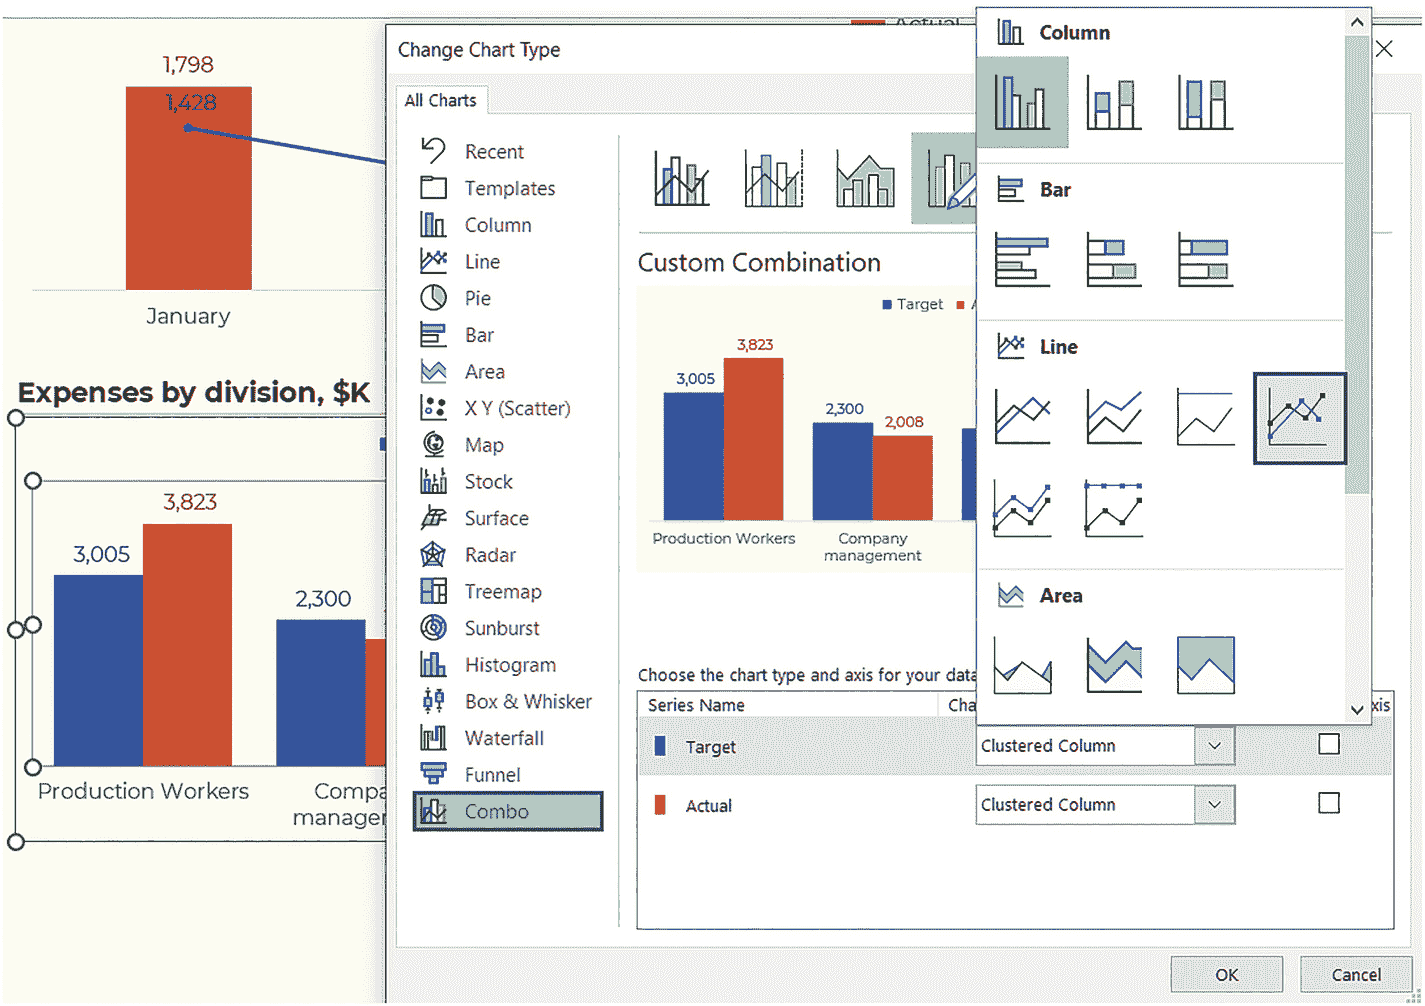 Actual
1,798
1,428
January
Expenses by division, $K
3,823
3,005
2,300
Production Workers
Compa
manager
Change Chart Type
All Charts
Recent
Templates
Column
Line
Pie
Bar
Area
X Y (Scatter)
Map
Stock
Surface
Radar
Treemap
Sunburst
Histogram
Box & Whisker
Waterfall
Funnel
Combo
Custom Combination
Target
3,823
3,005
2,300
2,008
Production Workers
Company
management
Choose the chart type and axis for your data
Series Name
Cha
xis
Target
Clustered Column
Actual
Clustered Column
Column
Bar
Line
Area
OK
Cancel